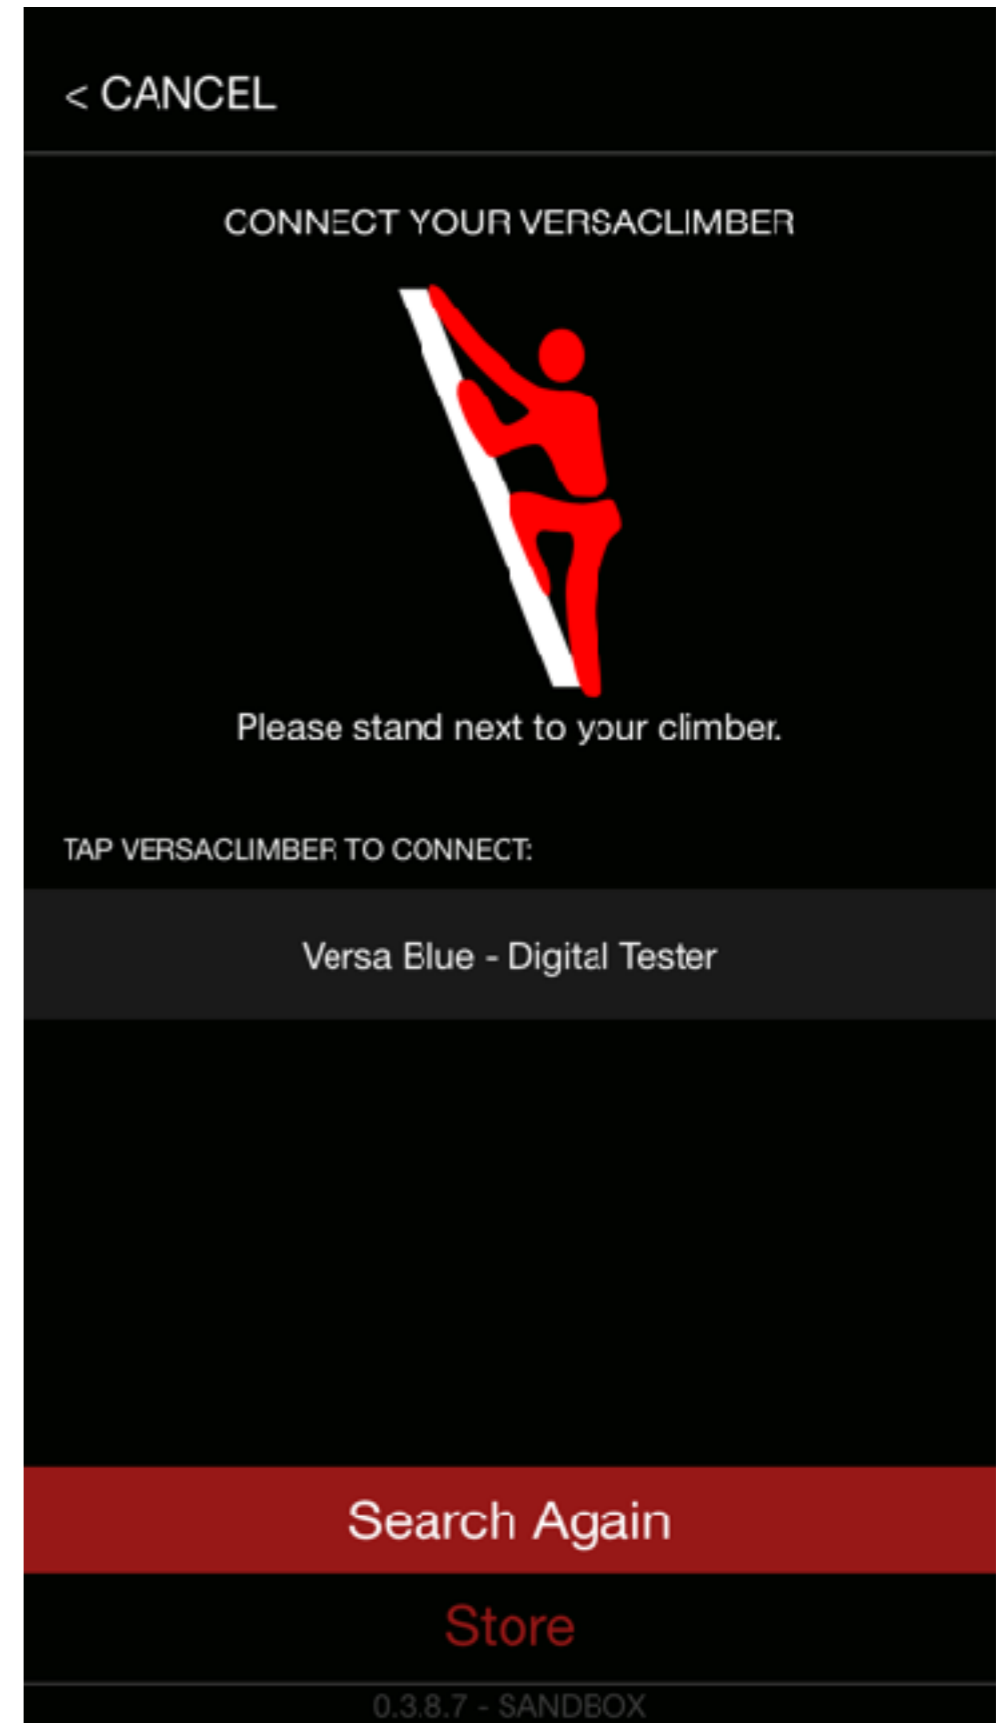 < CANCEL
CONNECT YOUR VERSACLIMBER
Please stand next to your climber.
TAP VERSACLIMBER TO CONNECT:
Versa Blue - Digital Tester
Search Again
Store
0.3.8.7 - SANDBOX